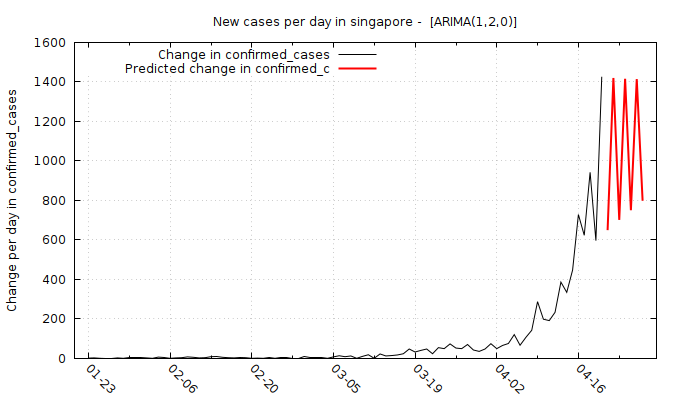 New cases per day in singapore -  [ARIMA(1,2,0)]
Change in confirmed_cases
Predicted change in confirmed_c
Change per day in confirmed_cases
1600
1400
1200
1000
800
600
400
200
0
01-23 02-06 02-20 03-05 03-19 04-02 04-16